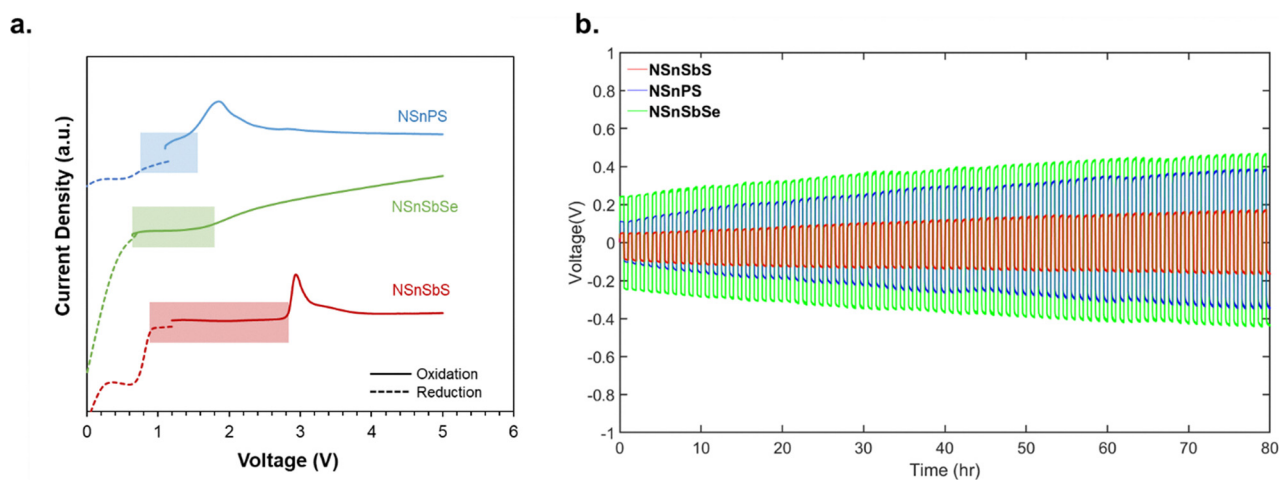 a.
Current Density (a.u.)
NSnPS
NSnSbSe
NSnSbS
Oxidation
Reduction
0 1 2 3 4 5 6
Voltage (V)
b.
1
0.8
0.6
0.4
0.2
0
-0.2
-0.4
-0.6
-0.8
-1
Voltage(V)
NSnSbS
NSnPS
NSnSbSe
0 10 20 30 40 50 60 70 80
Time (hr)